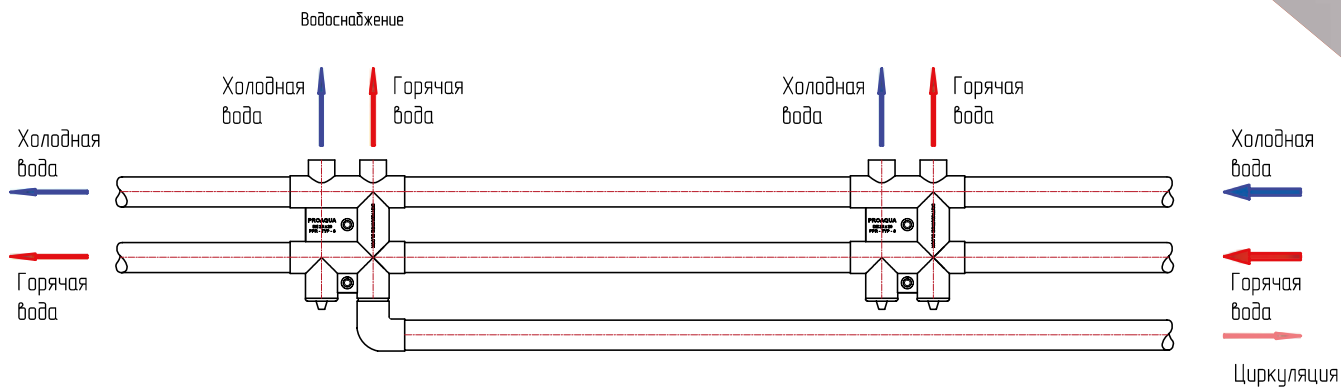 Водоснабжение
Холодная
вода
Горячая
вода
Холодная
вода
Горячая
вода
Холодная
вода
Холодная
вода
PROAQUA
PROAQUA
Горячая
вода
Горячая
вода
Циркуляция